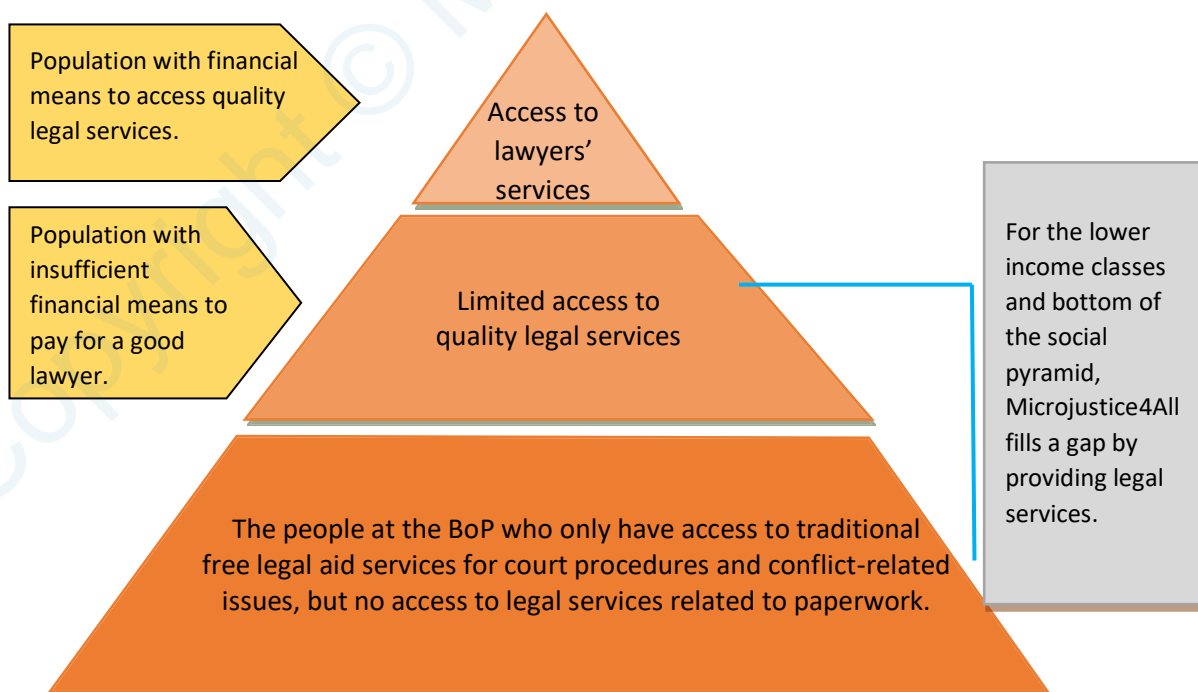 Population with financial
means to access quality
legal services.
Access to
lawyers’
services
Population with
insufficient
financial means to
pay for a good
lawyer.
Limited access to
quality legal services
For the lower
income classes
and bottom of
the social
pyramid,
Microjustice4All
fills a gap by
providing legal
services.
The people at the BoP who only have access to traditional
free legal aid services for court procedures and conflict-related
issues, but no access to legal services related to paperwork.
Copyright ©